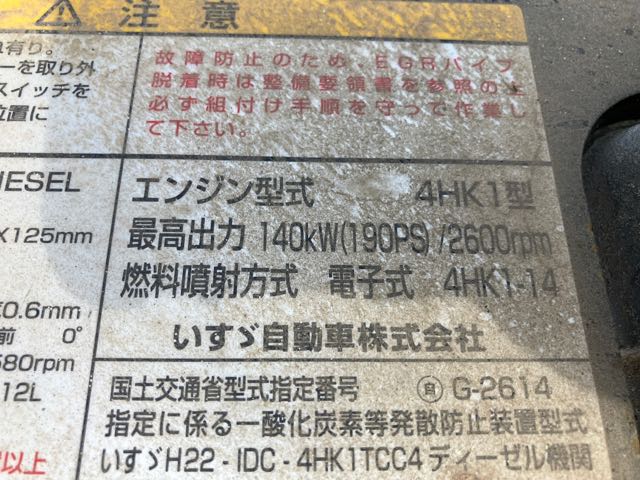 注意
有り。
ーを取り外
スイッチを
位置に
故障防止のため、EGRパイプ
脱着時は整備要領書を参照の上
必ず組付け手順を守って作業し
て下さい。
IESEL
X125mm
0.6mm
前 0°
580rpm
12L
以上
エンジン型式 4HK1型
最高出力 140kW(190PS)/2600rpm
燃料噴射方式 電子式 4HK1-14
いすゞ自動車株式会社
国土交通省型式指定番号 G-2614
指定に係る一酸化炭素等発散防止装置型式
いすゞH22-IDC-4HK1TCC4ディーゼル機関